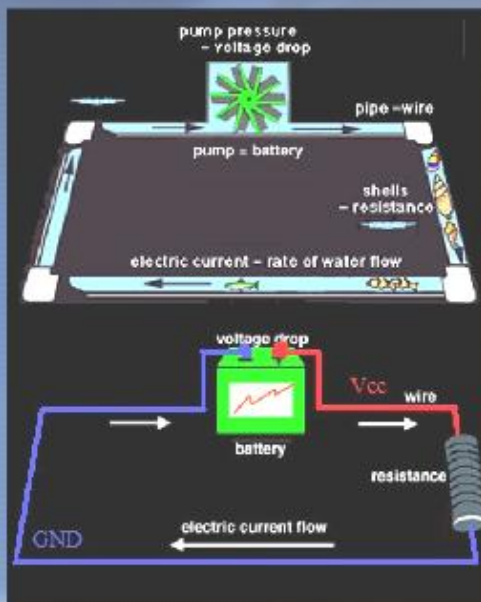 pump pressure
- voltage drop
pipe -wire
pump = battery
shells
- resistance
electric current - rate of water flow
voltage drop
Vcc
wire
battery
resistance
electric current flow
GND